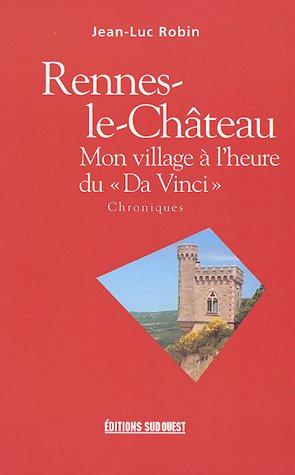 Jean-Luc Robin
Rennes-
le-Château
Mon village à l'heure
du « Da Vinci »
Chroniques
ÉDITIONS SUD OUEST